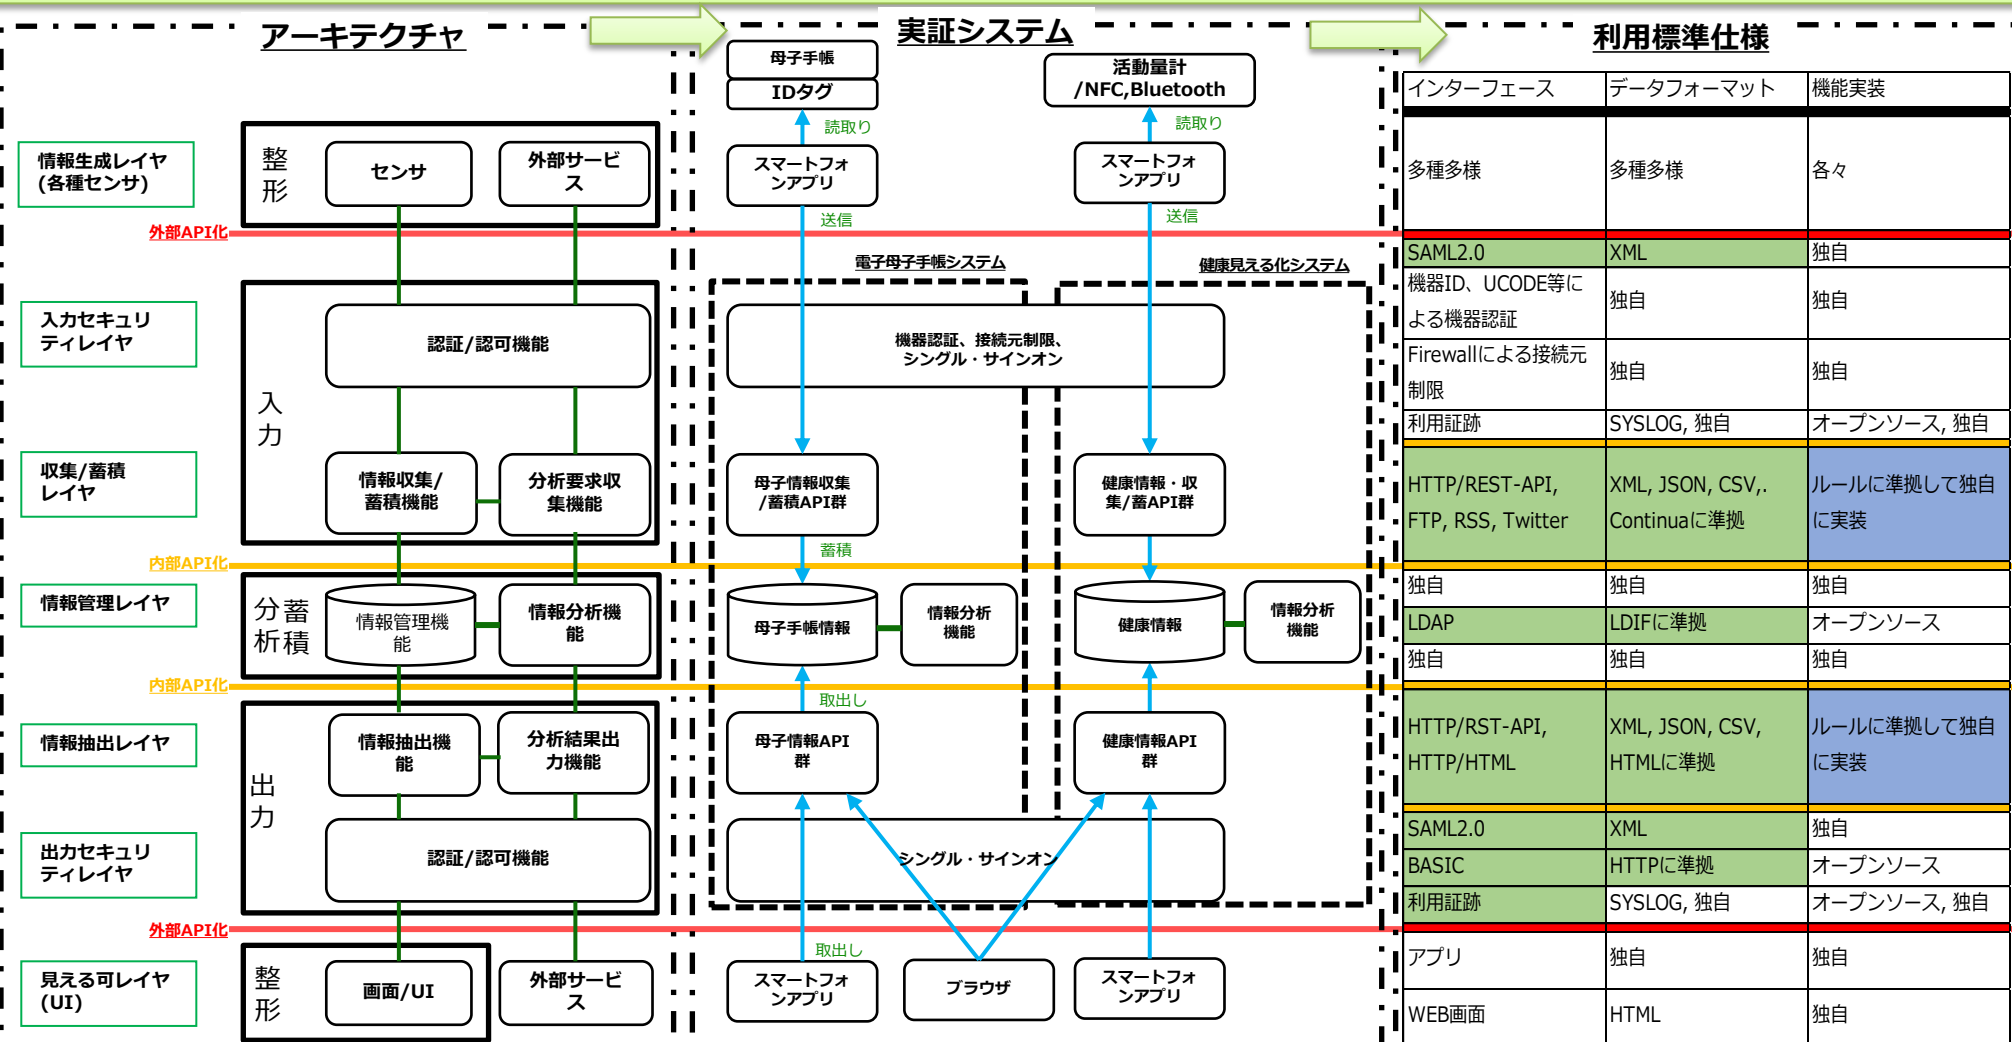 アーキテクチャ
実証システム
利用標準仕様
情報生成レイヤ
(各種センサ)
外部API化
入力セキュリ
ティレイヤ
収集/蓄積
レイヤ
内部API化
情報管理レイヤ
内部API化
情報抽出レイヤ
出力セキュリ
ティレイヤ
外部API化
見える可レイヤ
(UI)
整
形
センサ
外部サービ
ス
入
力
認証/認可機能
情報収集/
蓄積機能
分析要求収
集機能
分蓄
析積
情報管理機
能
情報分析機
能
出
力
情報抽出機
能
分析結果出
力機能
認証/認可機能
整
形
画面/UI
外部サービ
ス
母子手帳
IDタグ
読取り
スマートフォ
ンアプリ
送信
活動量計
/NFC,Bluetooth
読取り
スマートフォ
ンアプリ
送信
電子母子手帳システム
健康見える化システム
機器認証、接続元制限、
シングル・サインオン
母子情報収集
/蓄積API群
健康情報・収
集/蓄API群
蓄積
母子手帳情報
情報分析
機能
健康情報
情報分析
機能
取出し
母子情報API
群
健康情報API
群
シングル・サインオン
取出し
スマートフォ
ンアプリ
ブラウザ
スマートフォ
ンアプリ
インターフェース データフォーマット 機能実装
多種多様 多種多様 各々
SAML2.0 XML 独自
機器ID、UCODE等に
よる機器認証
独自 独自
Firewallによる接続元
制限
独自 独自
利用証跡 SYSLOG, 独自 オープンソース, 独自
HTTP/REST-API,
FTP, RSS, Twitter
XML, JSON, CSV,.
Continuaに準拠
ルールに準拠して独自
に実装
独自 独自 独自
LDAP LDIFに準拠 オープンソース
独自 独自 独自
HTTP/RST-API,
HTTP/HTML
XML, JSON, CSV,
HTMLに準拠
ルールに準拠して独自
に実装
SAML2.0 XML 独自
BASIC HTTPに準拠 オープンソース
利用証跡 SYSLOG, 独自 オープンソース, 独自
アプリ 独自 独自
WEB画面 HTML 独自